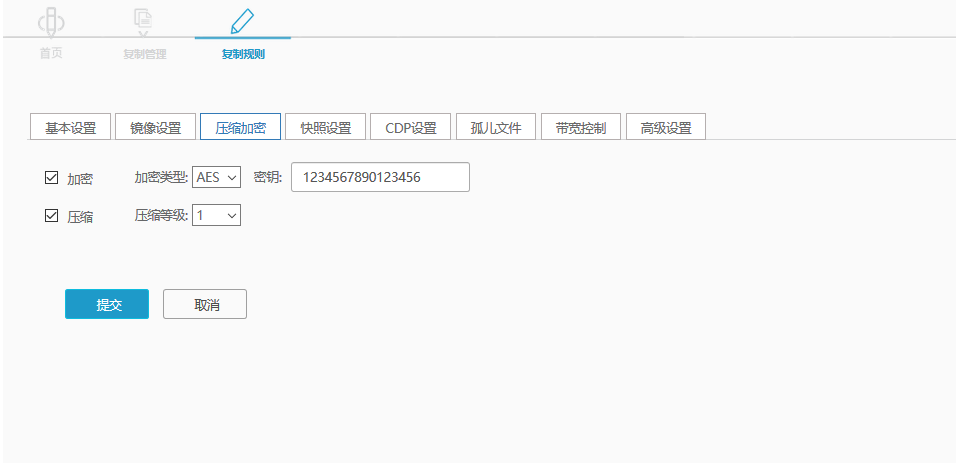 首页 复制管理 复制规则
基本设置 镜像设置 压缩加密 快照设置 CDP设置 孤儿文件 带宽控制 高级设置
加密 加密类型: AES 密钥: 1234567890123456
压缩 压缩等级: 1
提交 取消